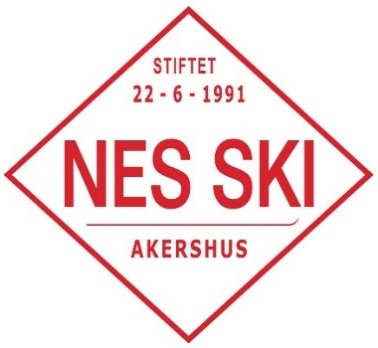 STIFTET
22 - 6 - 1991
NES SKI
AKERSHUS